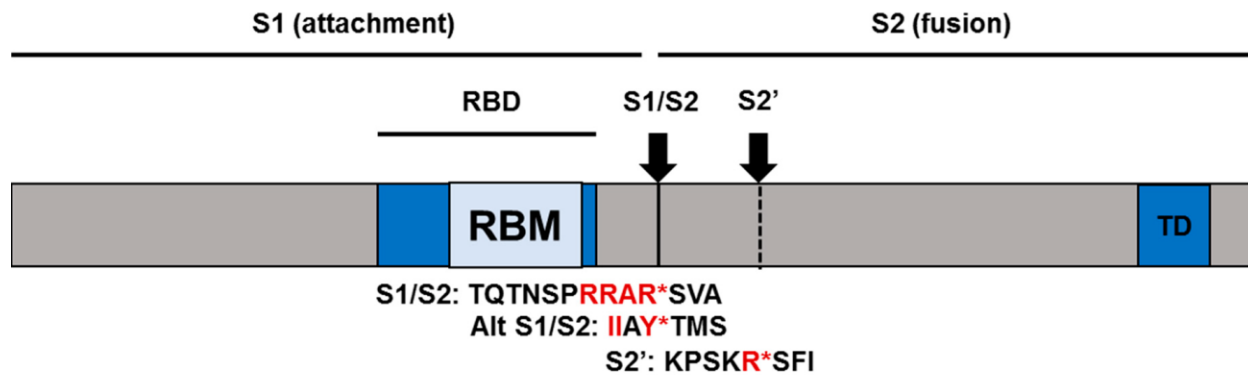 S1 (attachment) S2 (fusion)
RBD S1/S2 S2’
RBM TD
S1/S2: TQTNSPRRAR*SVA
Alt S1/S2: IIAY*TMS
S2’: KPSKR*SFI